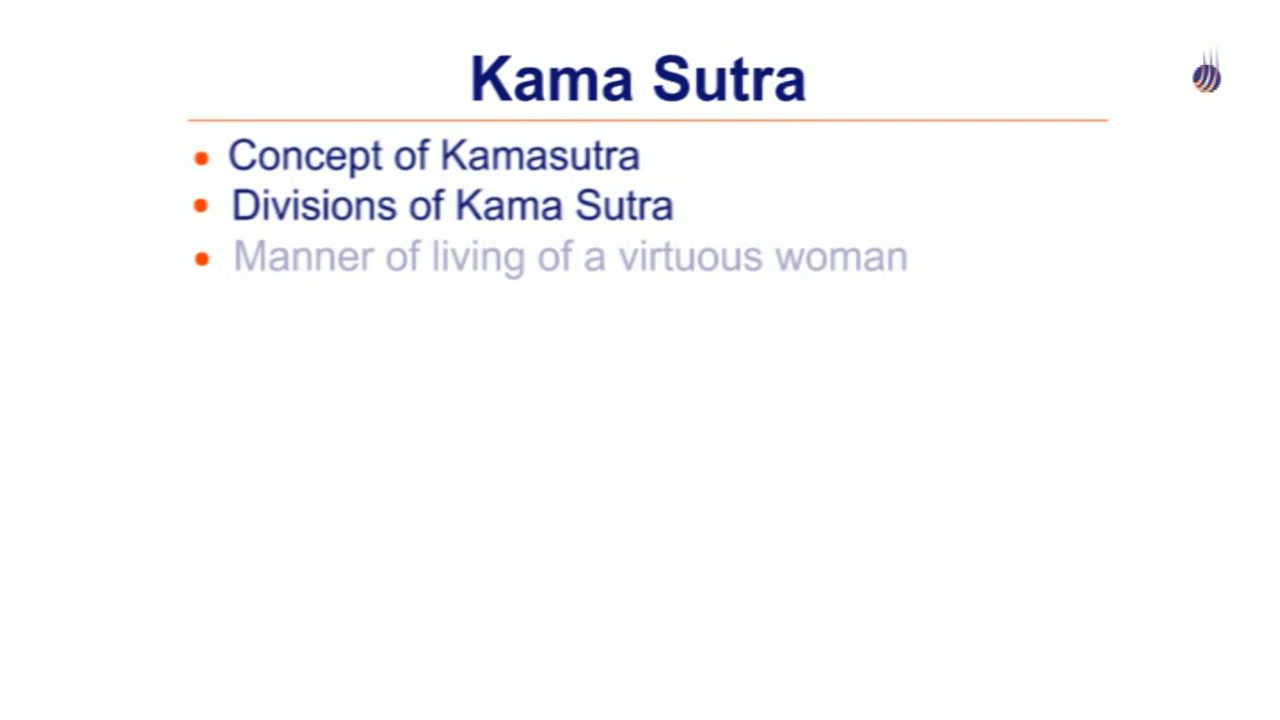 Kama Sutra
Concept of Kamasutra
Divisions of Kama Sutra
Manner of living of a virtuous woman